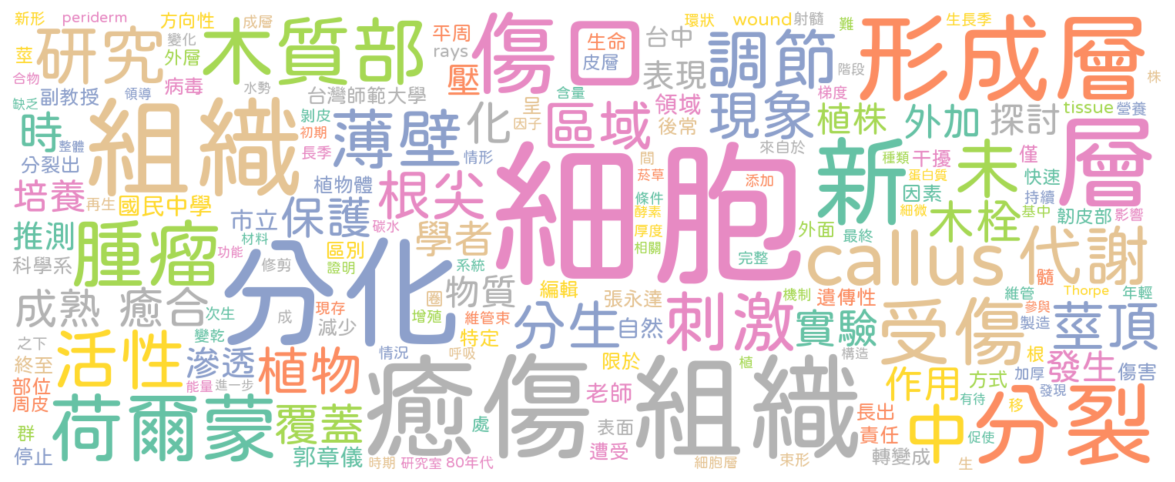 新形 periderm 方向性 成層 木質部 傷口 平周 生命 台中 環狀 wound 射髓 難 生長季 形成層
莖 研究 變化 外層 rays 皮層 調節 階段
合物 病毒 壓 表現 梯度 株
缺乏 副教授 領導 水勢 台灣師範大學 呈 含量 區域 領域 現象 植株 外加 探討 tissue 營養
時 整體 組織 剝皮 初期 薄壁 化 因子 後常 來自於 層
分裂出 長季 情形 間 細胞 新 種類 干擾 未 僅
培養 再生 植物體 根尖 菸草 添加 蛋白質 因素 快速
國民中學 市立 保護 碳水 條件 酵素 細微 木栓 持續 基中 韌皮部 影響
推測 腫瘤 材料 功能 分化 區別 學者 厚度 外面 callus 代謝
科學系 修剪 證明 系統 相關 完整 最終 髓
成熟 癒合 次生 現存 圈 物質 編輯 張永達 機制 遺傳性 維管 Thorpe 年輕
成 減少 增殖 維管束 特定 分生 自然 刺激 實驗 受傷 參與 製造 莖頂
之下 變乾 情況 呼吸 限於 植 構造 根
終至 活性 滲透 植物 癒傷組織 老師 作用 方式 加厚 發生 傷害
部位 能量 進一步 有待 發現
周皮 荷爾蒙 覆蓋 處 表面 長出 中 移 分裂
群 郭章儀 遭受 責任 促使
停止 時期 研究室 80年代 細胞層 束形 轉變成 生